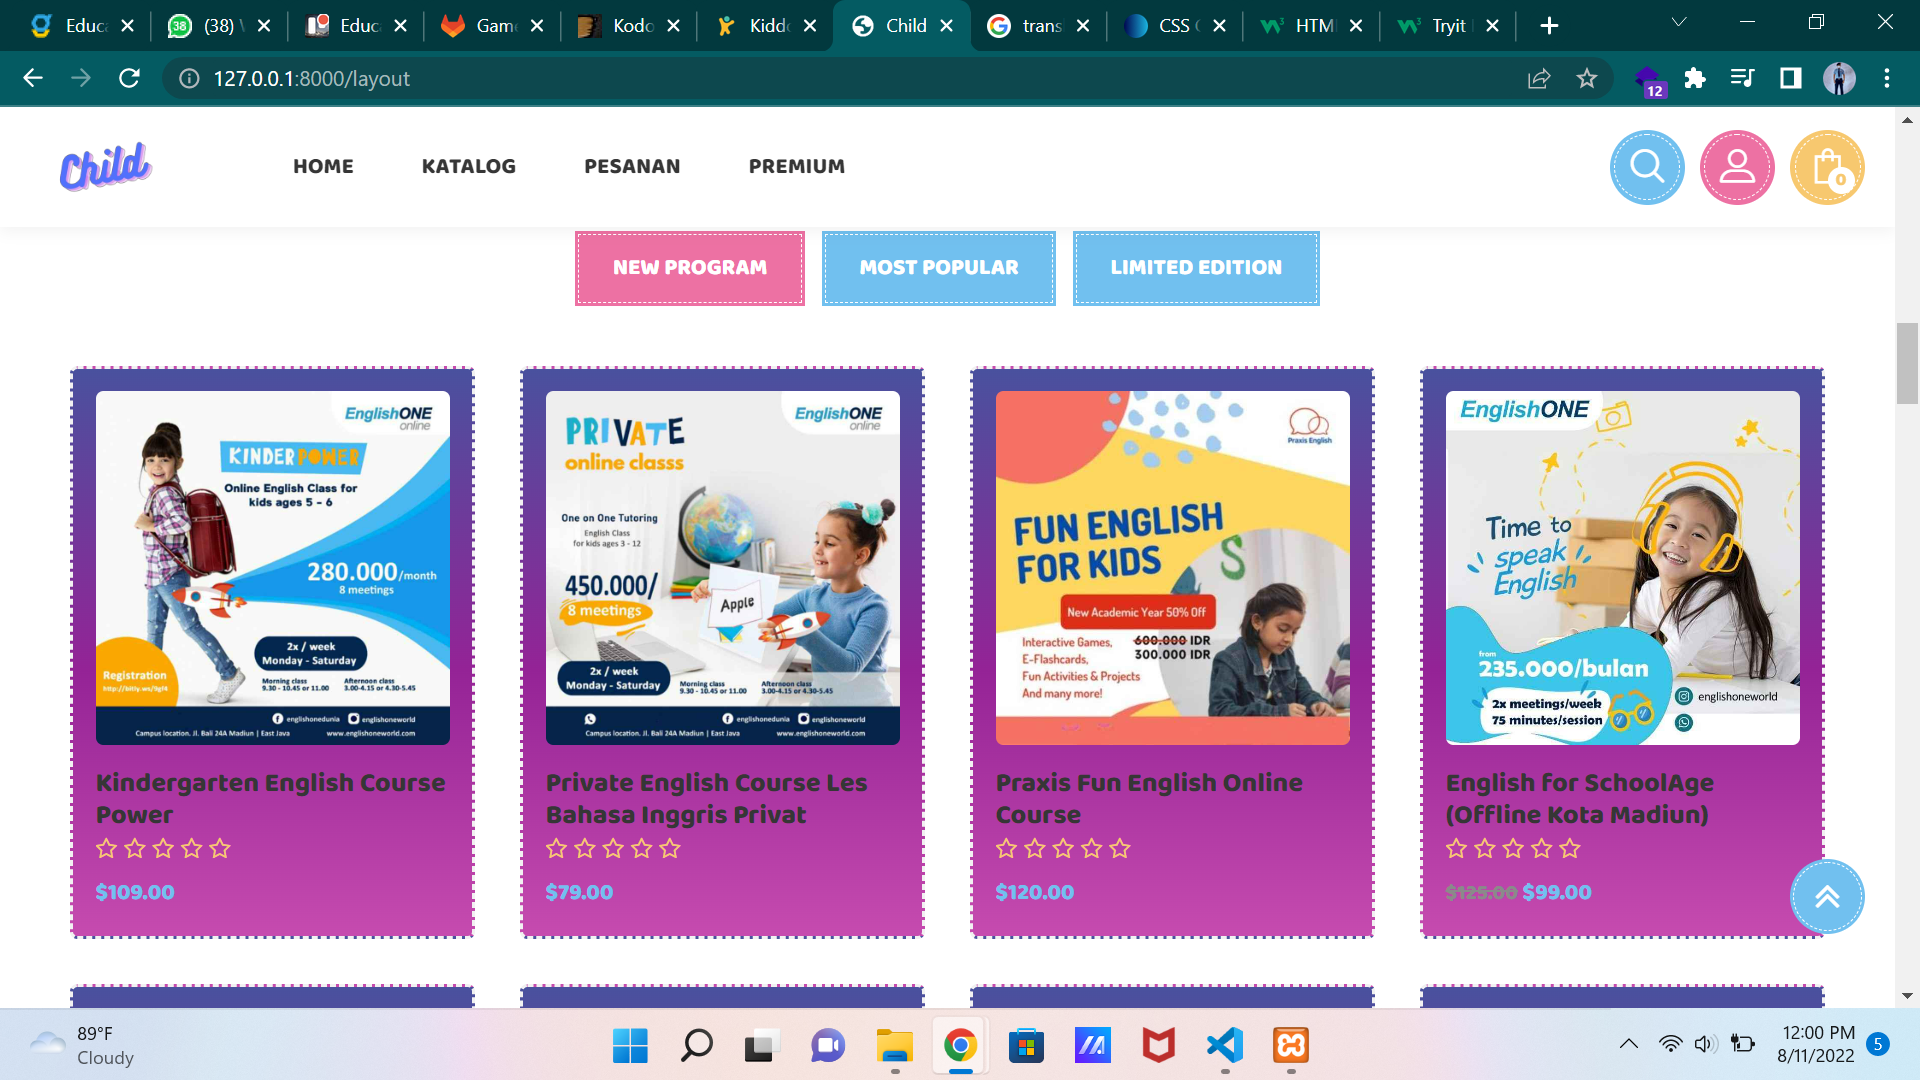 Educa
(38) W
Educ
Game
Kodo
Kiddo
Child
trans
CSS
HTM
Tryit
127.0.0.1:8000/layout
12
Child
HOME
KATALOG
PESANAN
PREMIUM
0
NEW PROGRAM
MOST POPULAR
LIMITED EDITION
EnglishONE
online
KINDERPOWER
Online English Class for
kids ages 5 - 6
280.000/month
8 meetings
2x / week
Monday - Saturday
Registration
Morning class
9.30 - 10.45 or 11.00
Afternoon class
3.00-4.15 or 4.30-5.45
englishonedunia
englishoneworld
Campus location. Jl. Bali 24A Madiun | East Java
www.englishoneworld.com
Kindergarten English Course
Power
$109.00
EnglishONE
online
PRIVATE
online classs
One on One Tutoring
English Class
for kids ages 3 - 12
450.000/
8 meetings
Apple
2x / week
Monday - Saturday
Morning class
9.30 - 10.45 or 11.00
Afternoon class
3.00-4.15 or 4.30-5.45
englishonedunia
englishoneworld
Campus location. Jl. Bali 24A Madiun | East Java
www.englishoneworld.com
Private English Course Les
Bahasa Inggris Privat
$79.00
Praxis English
FUN ENGLISH
FOR KIDS
New Academic Year 50% Off
600.000 IDR
300.000 IDR
Interactive Games,
E-Flashcards,
Fun Activities & Projects
And many more!
Praxis Fun English Online
Course
$120.00
EnglishONE
Time to
speak
English
from
235.000/bulan
2x meetings/week
75 minutes/session
englishoneworld
English for SchoolAge
(Offline Kota Madiun)
$125.00 $99.00
89°F
Cloudy
12:00 PM
8/11/2022
5